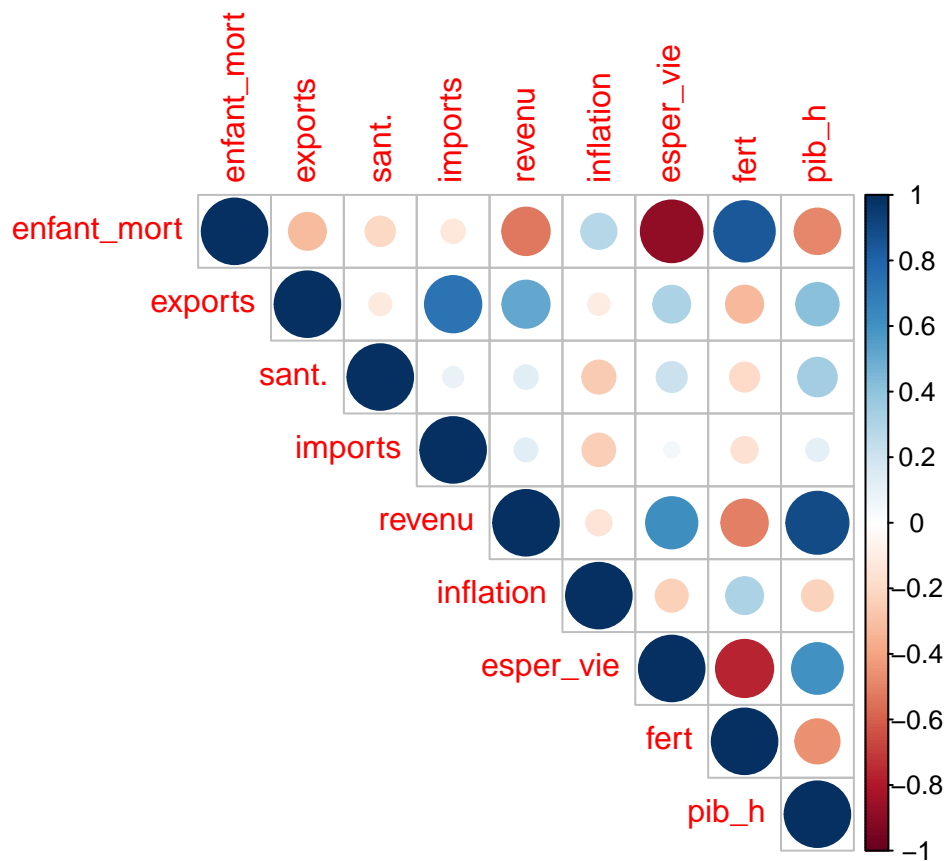 enfant_mort
exports
sant.
imports
revenu
inflation
esper_vie
fert
pib_h
enfant_mort
exports
sant.
imports
revenu
inflation
esper_vie
fert
pib_h
1
0.8
0.6
0.4
0.2
0
−0.2
−0.4
−0.6
−0.8
−1